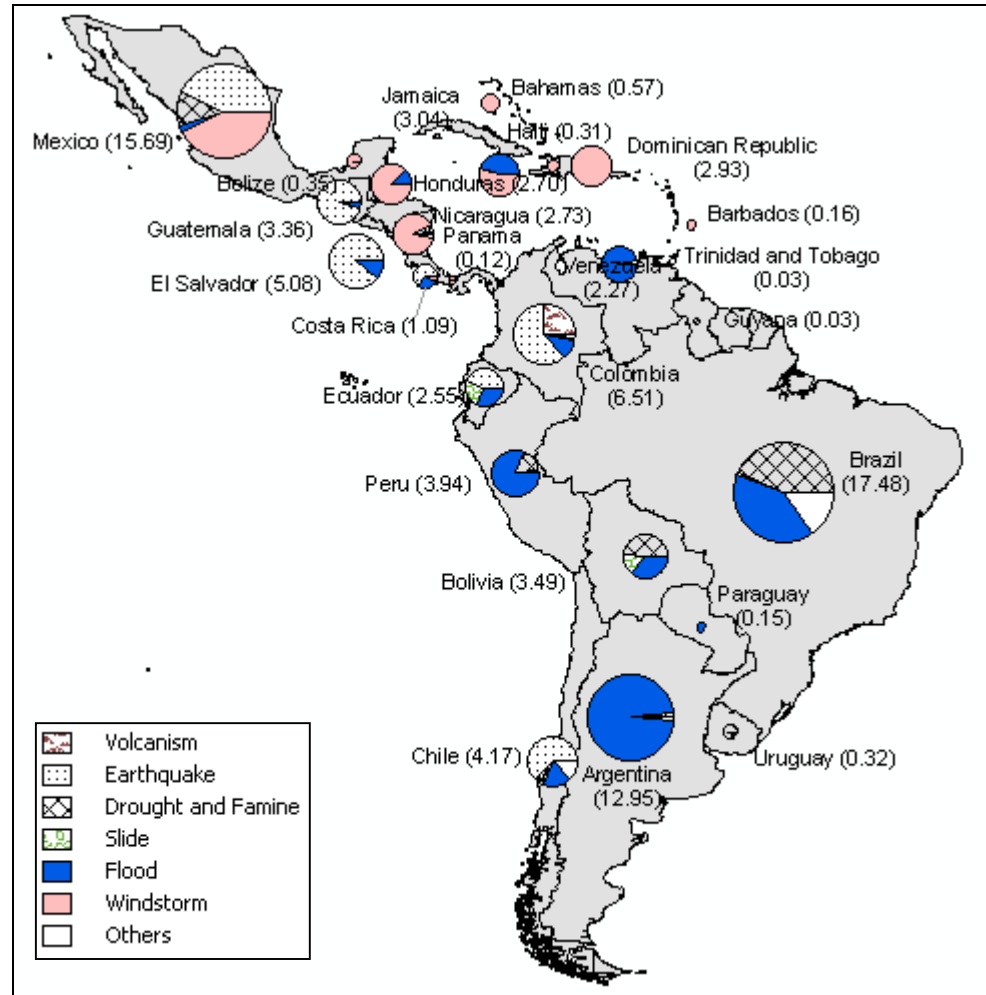 Bahamas (0.57)
Jamaica
(3.04)
Haiti (0.31)
Mexico (15.69)
Dominican Republic
(2.93)
Belize (0.35)
Honduras (2.70)
Guatemala (3.36)
Nicaragua (2.73)
Barbados (0.16)
Panama
(0.12)
El Salvador (5.08)
Venezuela
(2.27)
Trinidad and Tobago
(0.03)
Costa Rica (1.09)
Guyana (0.03)
Colombia
(6.51)
Ecuador (2.55)
Peru (3.94)
Brazil
(17.48)
Bolivia (3.49)
Paraguay
(0.15)
Chile (4.17)
Uruguay (0.32)
Argentina
(12.95)
Volcanism
Earthquake
Drought and Famine
Slide
Flood
Windstorm
Others